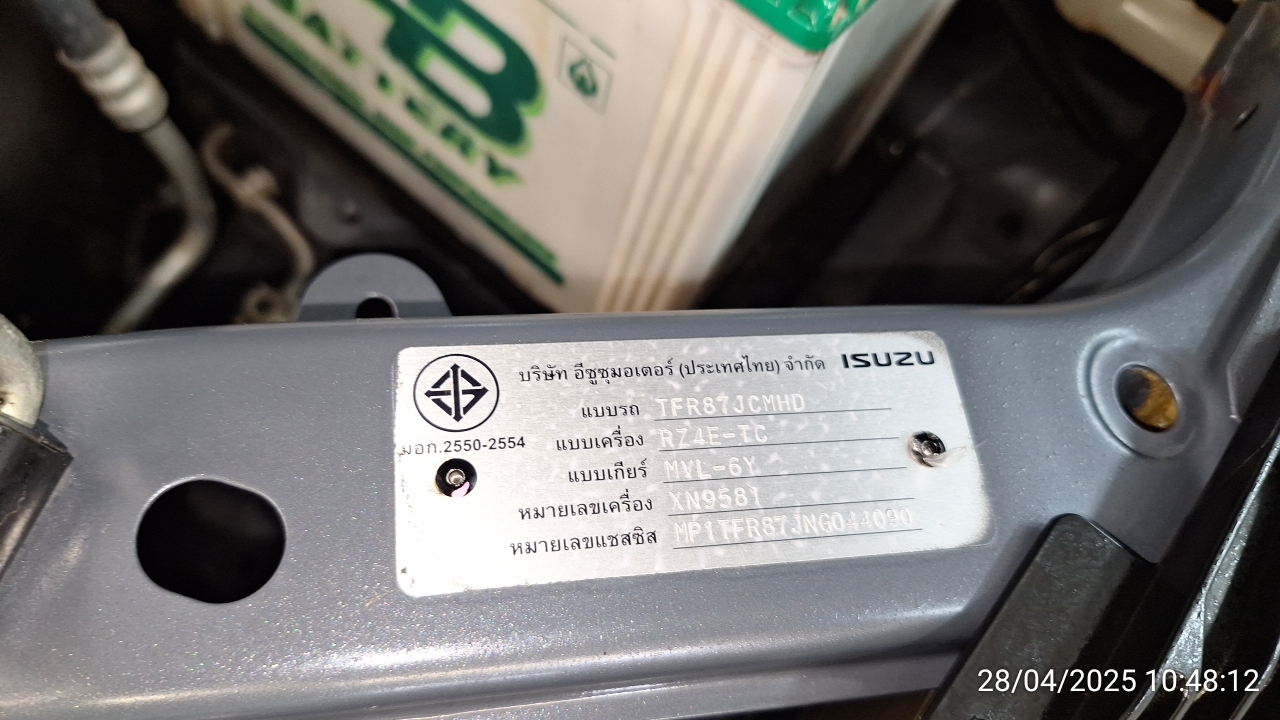 BATTERY
บริษัท อีซูซุมอเตอร์ (ประเทศไทย) จำกัด ISUZU
แบบรถ TFR87JCMHD
มอก.2550-2554 แบบเครื่อง RZ4E-TC
แบบเกียร์ MVL-6Y
หมายเลขเครื่อง XN9581
หมายเลขแชสซิส MP1TFR87JNG044090
28/04/2025 10:48:12